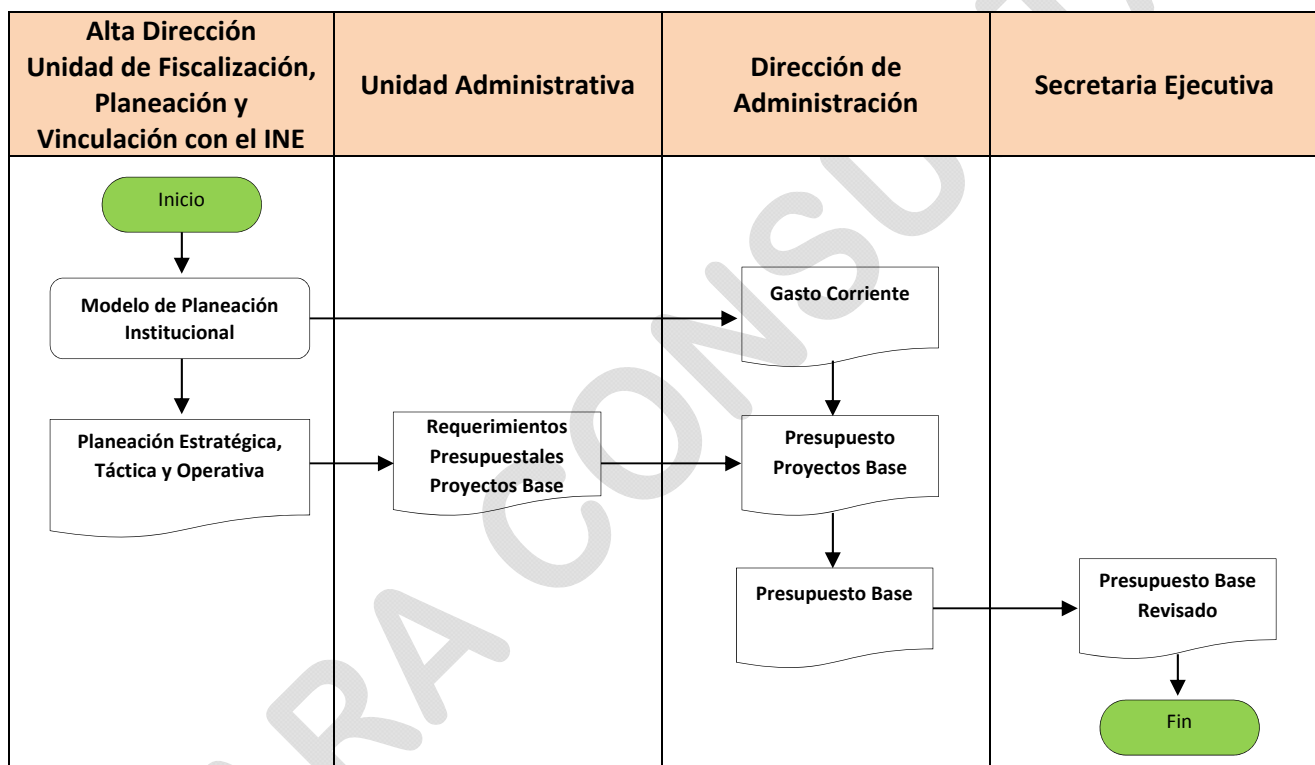 Alta Dirección
Unidad de Fiscalización,
Planeación y
Vinculación con el INE
Unidad Administrativa
Dirección de
Administración
Secretaria Ejecutiva
Inicio
Modelo de Planeación
Institucional
Gasto Corriente
Planeación Estratégica,
Táctica y Operativa
Requerimientos
Presupuestales
Proyectos Base
Presupuesto
Proyectos Base
Presupuesto Base
Presupuesto Base
Revisado
Fin
RA CONSU